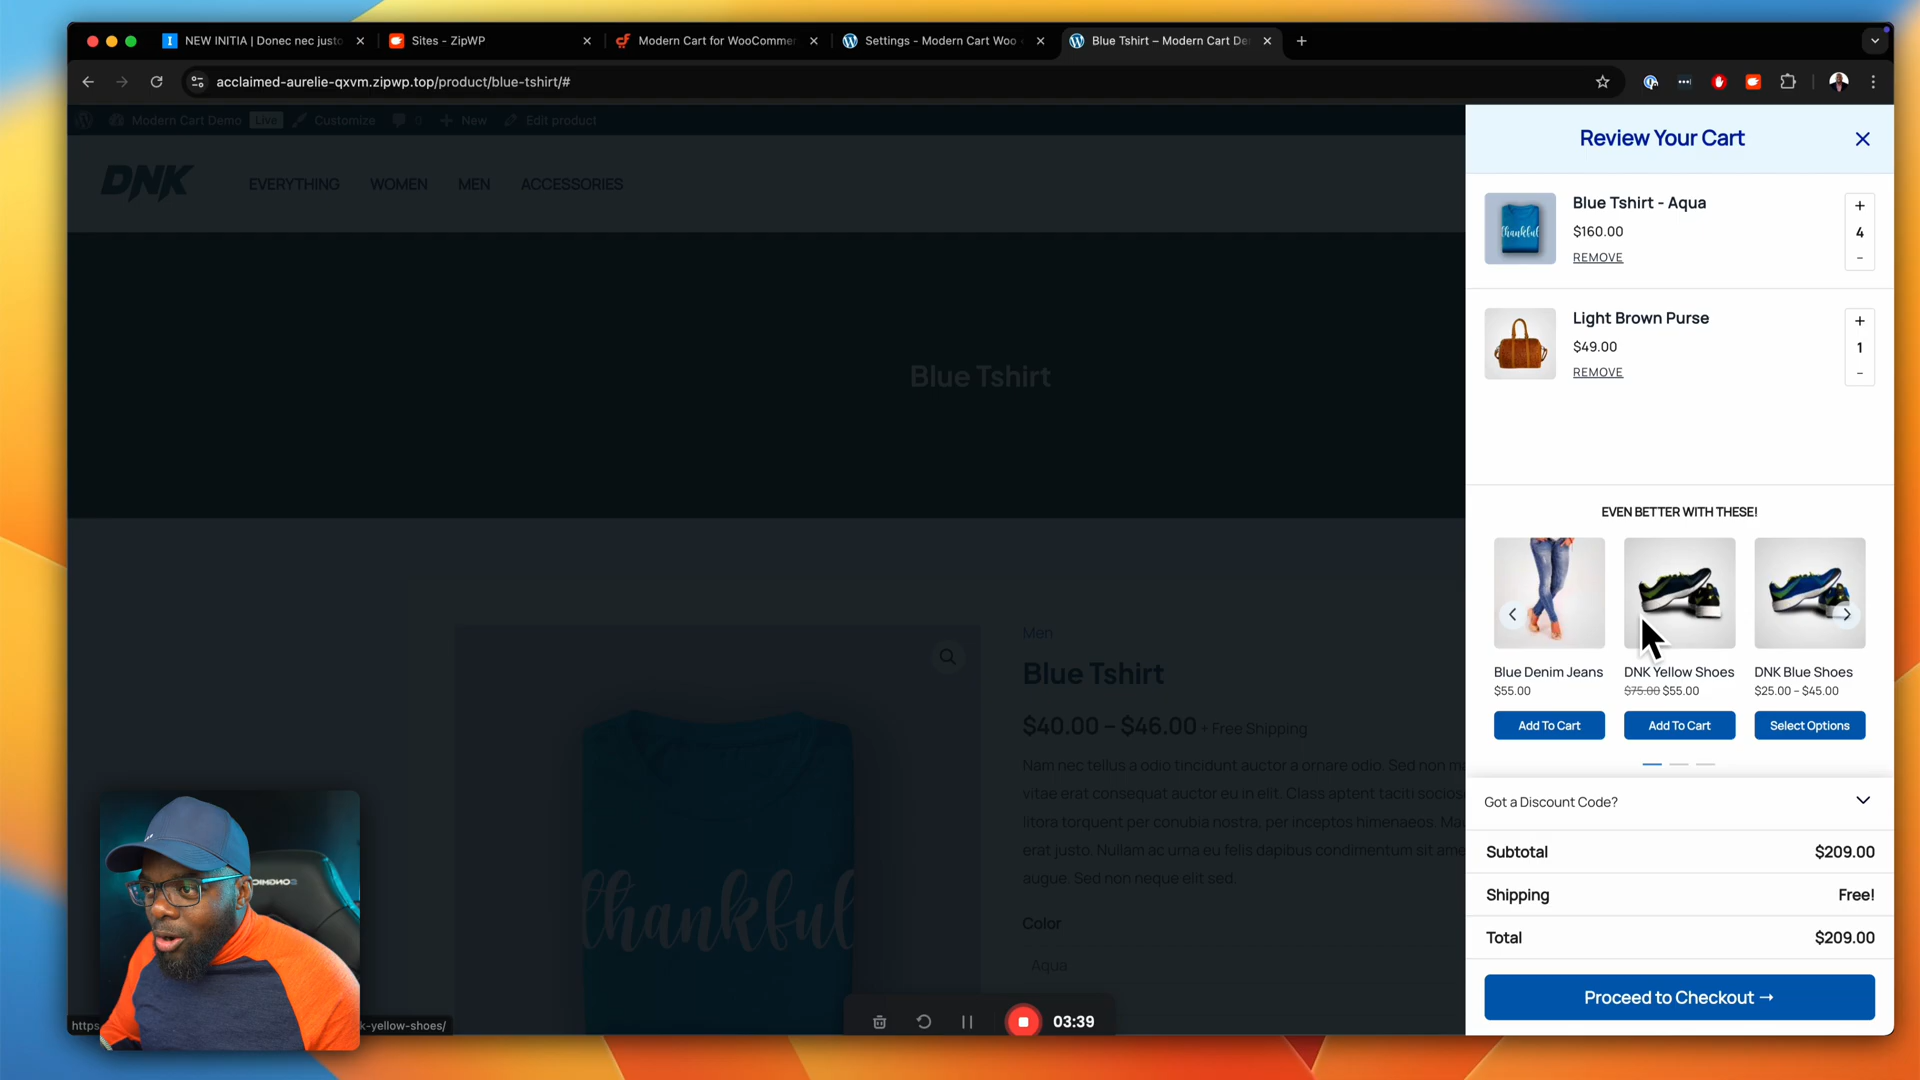 NEW INITIA | Donec nec justo
Sites - ZipWP
Modern Cart for WooCommer
Settings - Modern Cart Woo
Blue Tshirt – Modern Cart De
acclaimed-aurelie-qxvm.zipwp.top/product/blue-tshirt/#
Modern Cart Demo
Live
Customize
0
New
Edit product
DNK
EVERYTHING
WOMEN
MEN
ACCESSORIES
Blue Tshirt
Men
Blue Tshirt
$40.00 – $46.00 + Free Shipping
Nam nec tellus a odio tincidunt auctor a ornare odio. Sed non ma
vitae erat consequat auctor eu in elit. Class aptent taciti socios
litora torquent per conubia nostra, per inceptos himenaeos. Ma
erat justo. Nullam ac urna eu felis dapibus condimentum sit ame
augue. Sed non neque elit sed.
Color
Aqua
thankful
Review Your Cart
Blue Tshirt - Aqua
$160.00
REMOVE
+
4
-
thankful
Light Brown Purse
$49.00
REMOVE
+
1
-
EVEN BETTER WITH THESE!
Blue Denim Jeans
$55.00
Add To Cart
DNK Yellow Shoes
$75.00 $55.00
Add To Cart
DNK Blue Shoes
$25.00 – $45.00
Select Options
Got a Discount Code?
Subtotal $209.00
Shipping Free!
Total $209.00
Proceed to Checkout →
https
k-yellow-shoes/
03:39